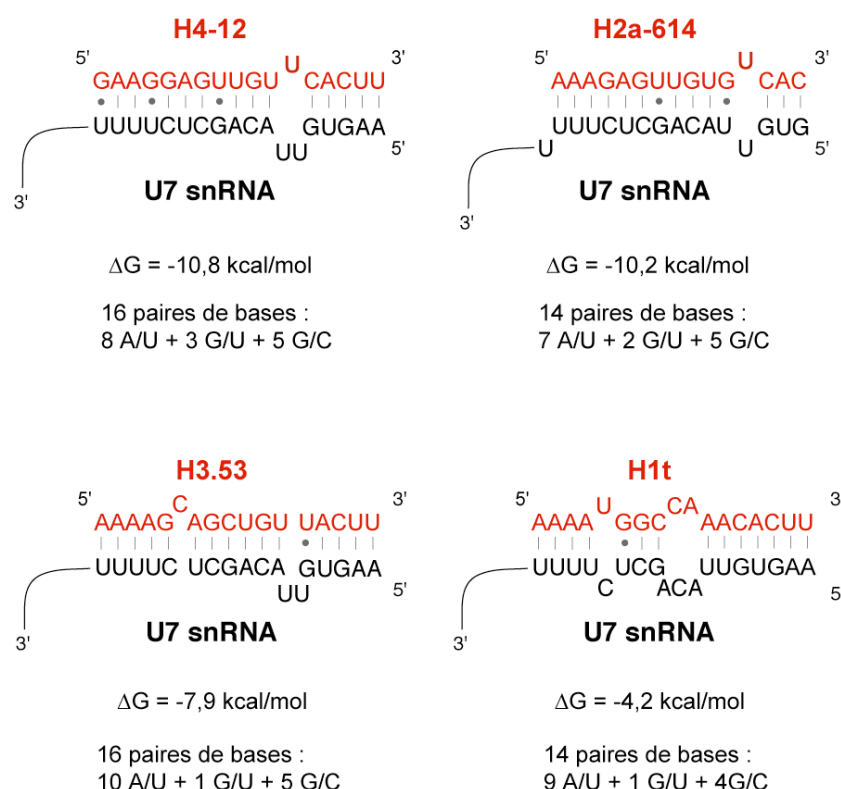 H4-12
5' 3'
U
GAAGGAGUUGU CACUU
UUUUCUCGACA GUGAA
UU 5'
3'
U7 snRNA
ΔG = -10,8 kcal/mol
16 paires de bases :
8 A/U + 3 G/U + 5 G/C
H2a-614
5' 3'
U
AAAGAGUUGUG CAC
UUUCUCGACAU GUG
U U 5'
3'
U7 snRNA
ΔG = -10,2 kcal/mol
14 paires de bases :
7 A/U + 2 G/U + 5 G/C
H3.53
5' 3'
C
AAAAG AGCUGU UACUU
UUUUC UCGACA GUGAA
UU 5'
3'
U7 snRNA
ΔG = -7,9 kcal/mol
16 paires de bases :
10 A/U + 1 G/U + 5 G/C
H1t
5' 3
U CA
AAAA GGC AACACUU
UUUU UCG UUGUGAA
C ACA 5
3'
U7 snRNA
ΔG = -4,2 kcal/mol
14 paires de bases :
9 A/U + 1 G/U + 4G/C